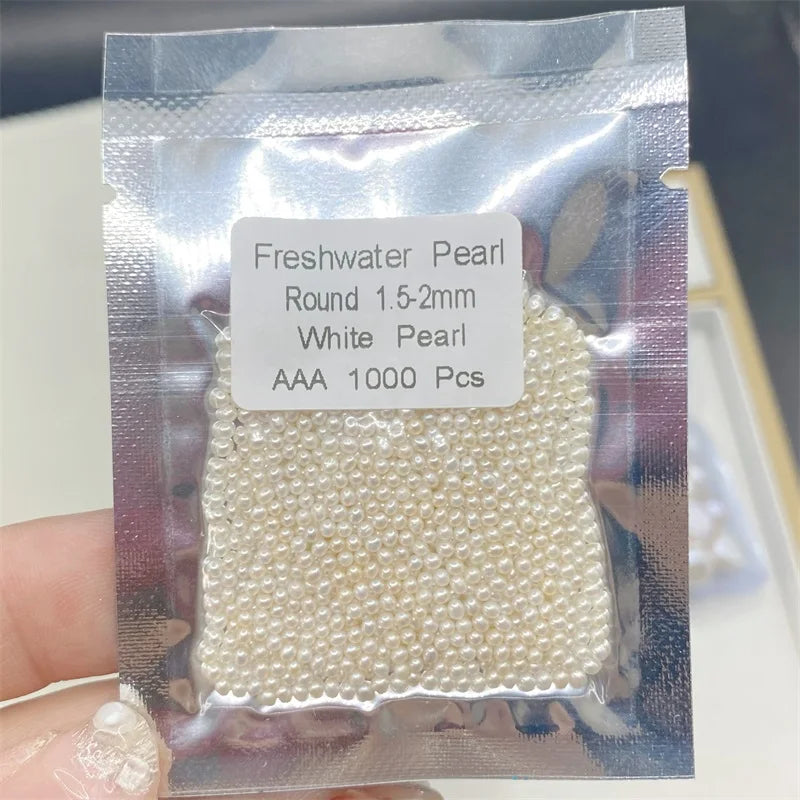 Freshwater Pearl
Round 1.5-2mm
White Pearl
AAA 1000 Pcs